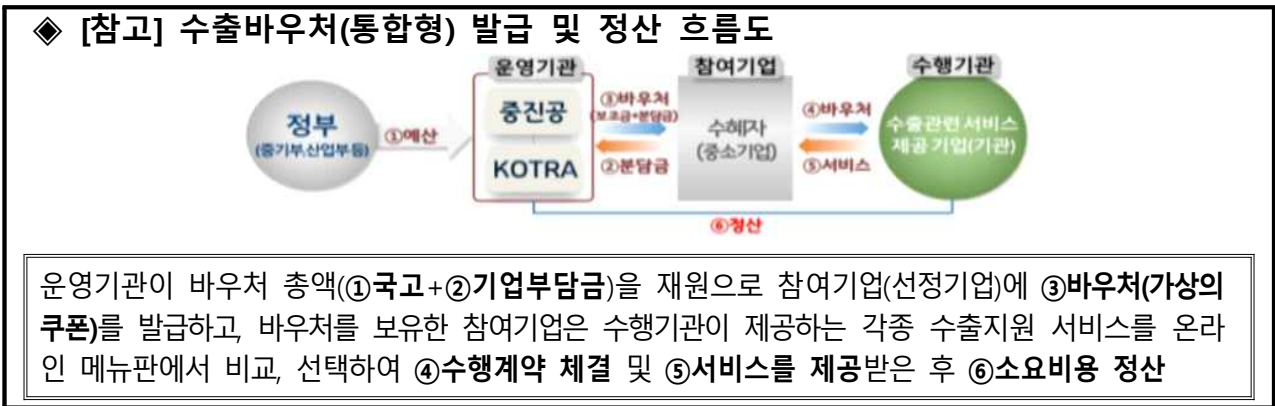 ◈ [참고] 수출바우처(통합형) 발급 및 정산 흐름도
운영기관
참여기업
수행기관
정부
(중기부,산업부등)
①예산
중진공
KOTRA
③바우처
(보조금+분담금)
②분담금
수혜자
(중소기업)
④바우처
⑤서비스
수출관련 서비스
제공 기업(기관)
⑥정산
운영기관이 바우처 총액(①국고+②기업부담금)을 재원으로 참여기업(선정기업)에 ③바우처(가상의
쿠폰)를 발급하고, 바우처를 보유한 참여기업은 수행기관이 제공하는 각종 수출지원 서비스를 온라
인 메뉴판에서 비교, 선택하여 ④수행계약 체결 및 ⑤서비스를 제공받은 후 ⑥소요비용 정산